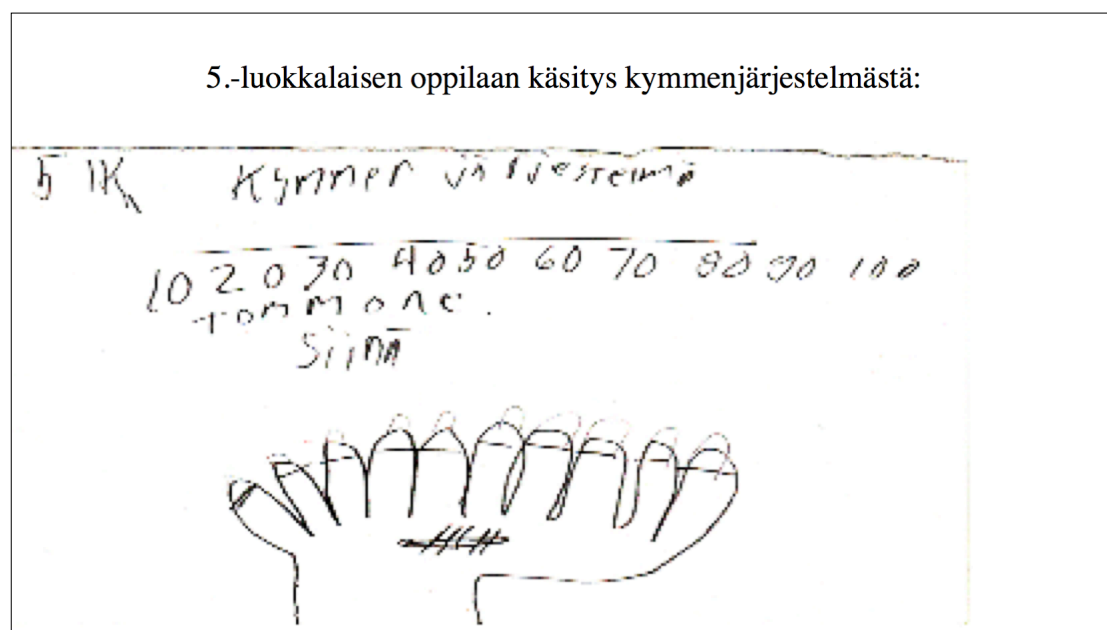 5.-luokkalaisen oppilaan käsitys kymmenjärjestelmästä:
5 lk Kymmen järjestelmä
10 20 30 40 50 60 70 80 90 100
tommone.
Siinä